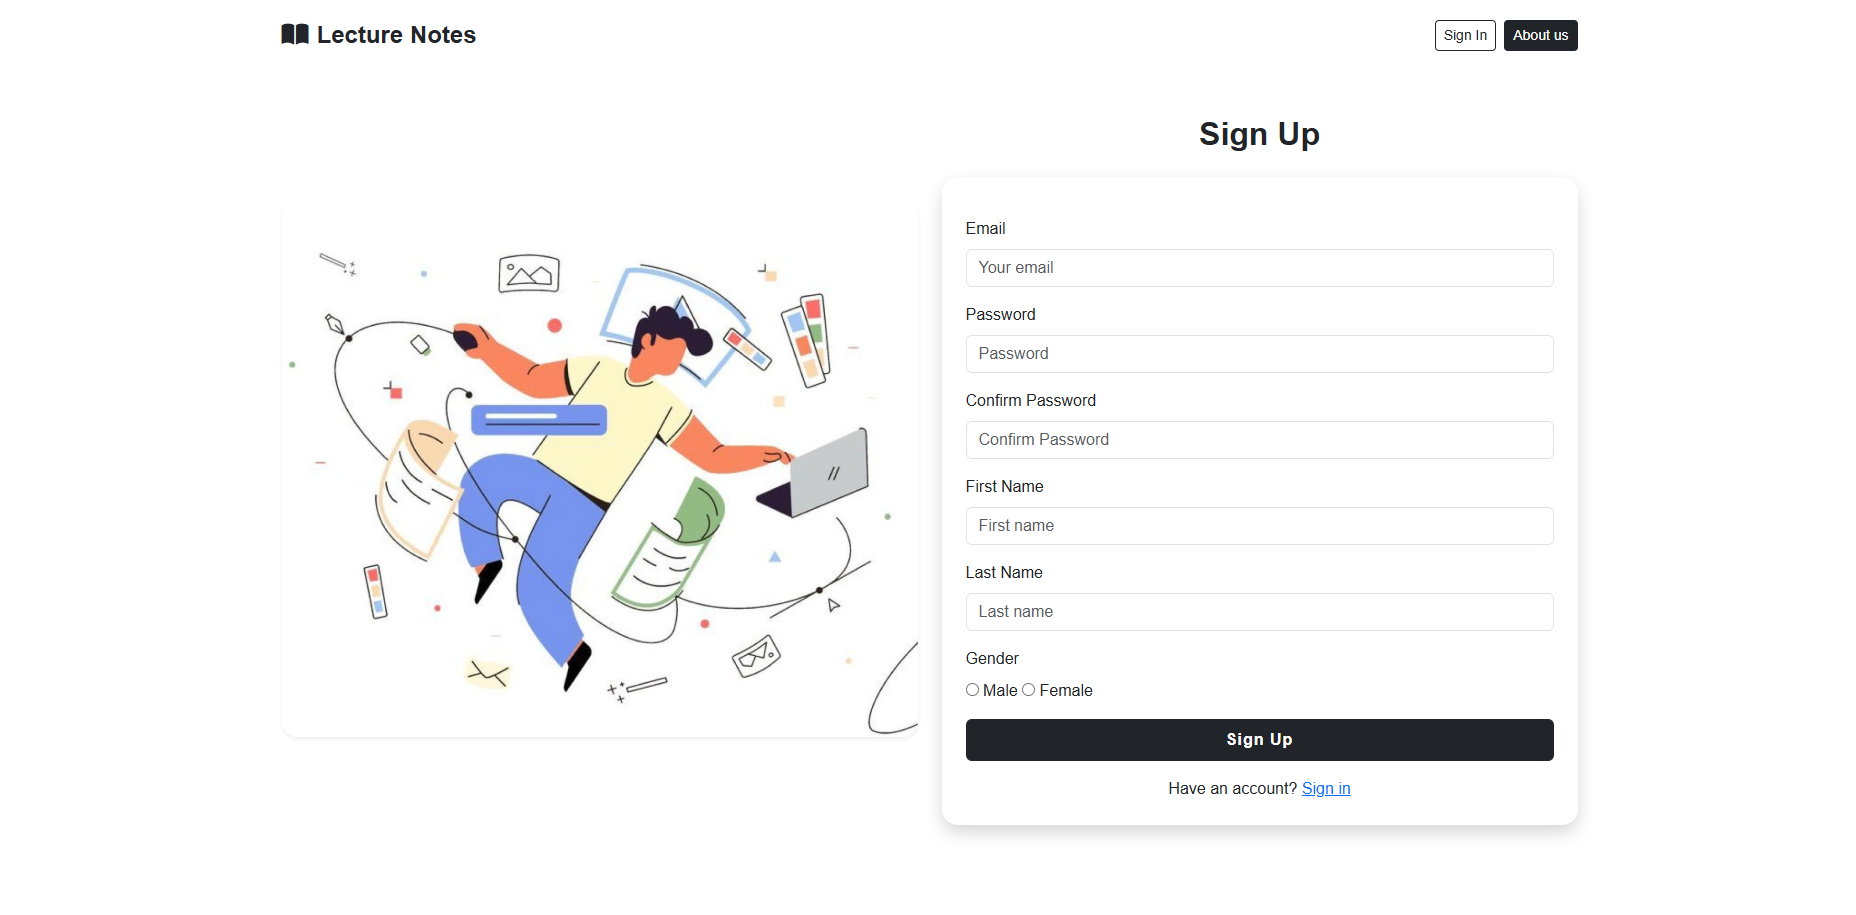 Lecture Notes
Sign In
About us
Sign Up
Email
Your email
Password
Password
Confirm Password
Confirm Password
First Name
First name
Last Name
Last name
Gender
Male Female
Sign Up
Have an account? Sign in